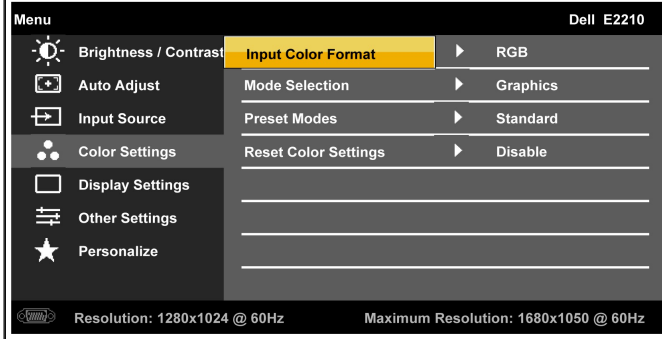 Menu Dell E2210
Brightness / Contrast Input Color Format RGB
Auto Adjust Mode Selection Graphics
Input Source Preset Modes Standard
Color Settings Reset Color Settings Disable
Display Settings
Other Settings
Personalize
Resolution: 1280x1024 @ 60Hz Maximum Resolution: 1680x1050 @ 60Hz